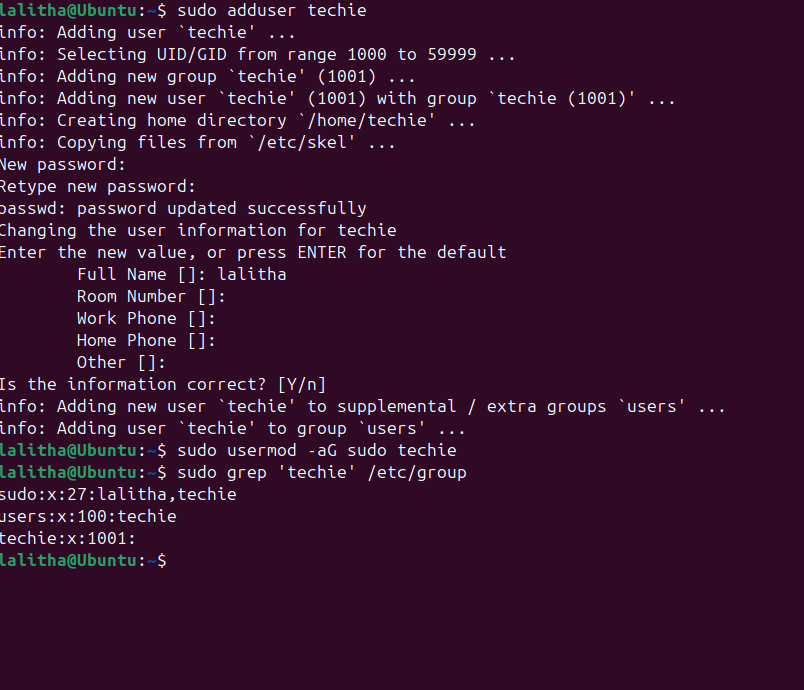 lalitha@Ubuntu:~$ sudo adduser techie
info: Adding user `techie' ...
info: Selecting UID/GID from range 1000 to 59999 ...
info: Adding new group `techie' (1001) ...
info: Adding new user `techie' (1001) with group `techie (1001)' ...
info: Creating home directory `/home/techie' ...
info: Copying files from `/etc/skel' ...
New password:
Retype new password:
passwd: password updated successfully
Changing the user information for techie
Enter the new value, or press ENTER for the default
Full Name []: lalitha
Room Number []:
Work Phone []:
Home Phone []:
Other []:
Is the information correct? [Y/n]
info: Adding new user `techie' to supplemental / extra groups `users' ...
info: Adding user `techie' to group `users' ...
lalitha@Ubuntu:~$ sudo usermod -aG sudo techie
lalitha@Ubuntu:~$ sudo grep 'techie' /etc/group
sudo:x:27:lalitha,techie
users:x:100:techie
techie:x:1001:
lalitha@Ubuntu:~$